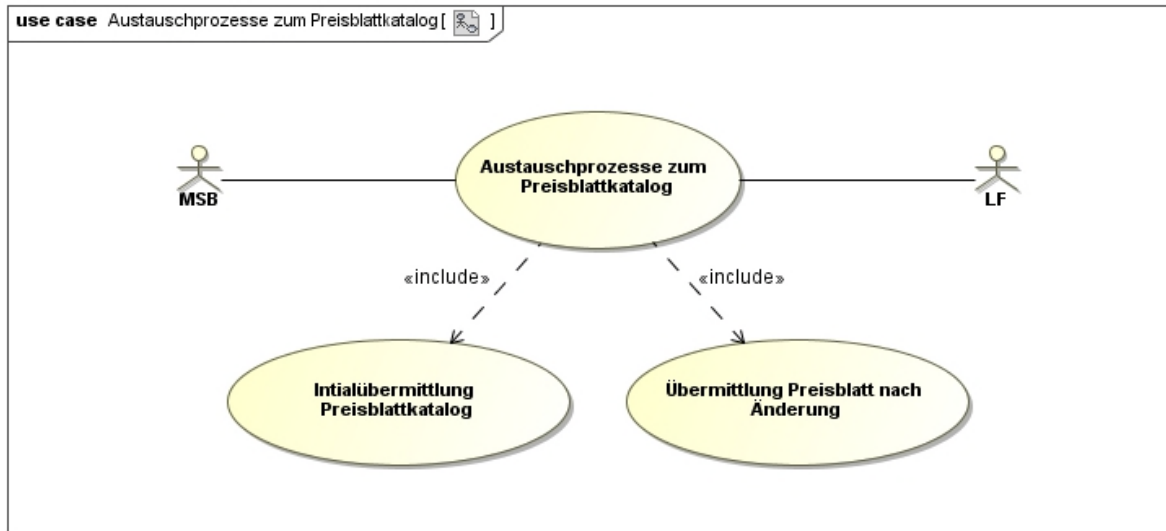 use case Austauschprozesse zum Preisblattkatalog [ ]
Austauschprozesse zum
Preisblattkatalog
MSB
LF
«include»
«include»
Intialübermittlung
Preisblattkatalog
Übermittlung Preisblatt nach
Änderung